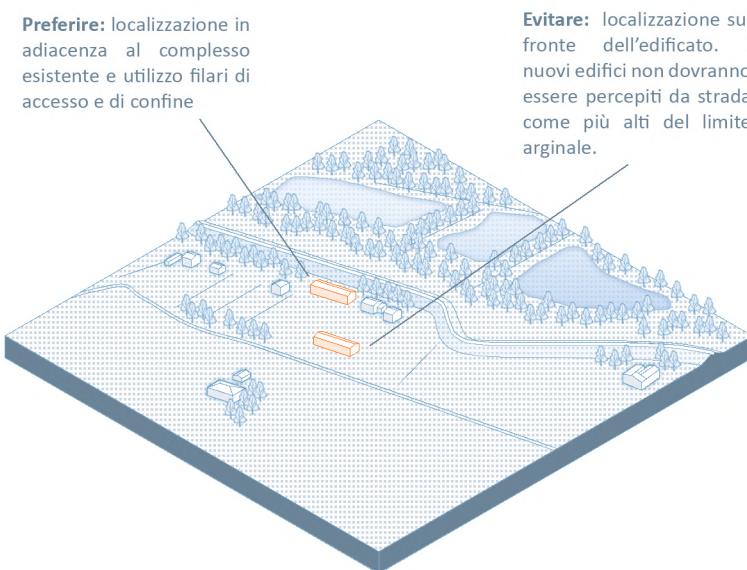 Preferire: localizzazione in
adiacenza al complesso
esistente e utilizzo filari di
accesso e di confine
Evitare: localizzazione su
fronte dell'edificato.
nuovi edifici non dovranno
essere percepiti da strada
come più alti del limite
arginale.